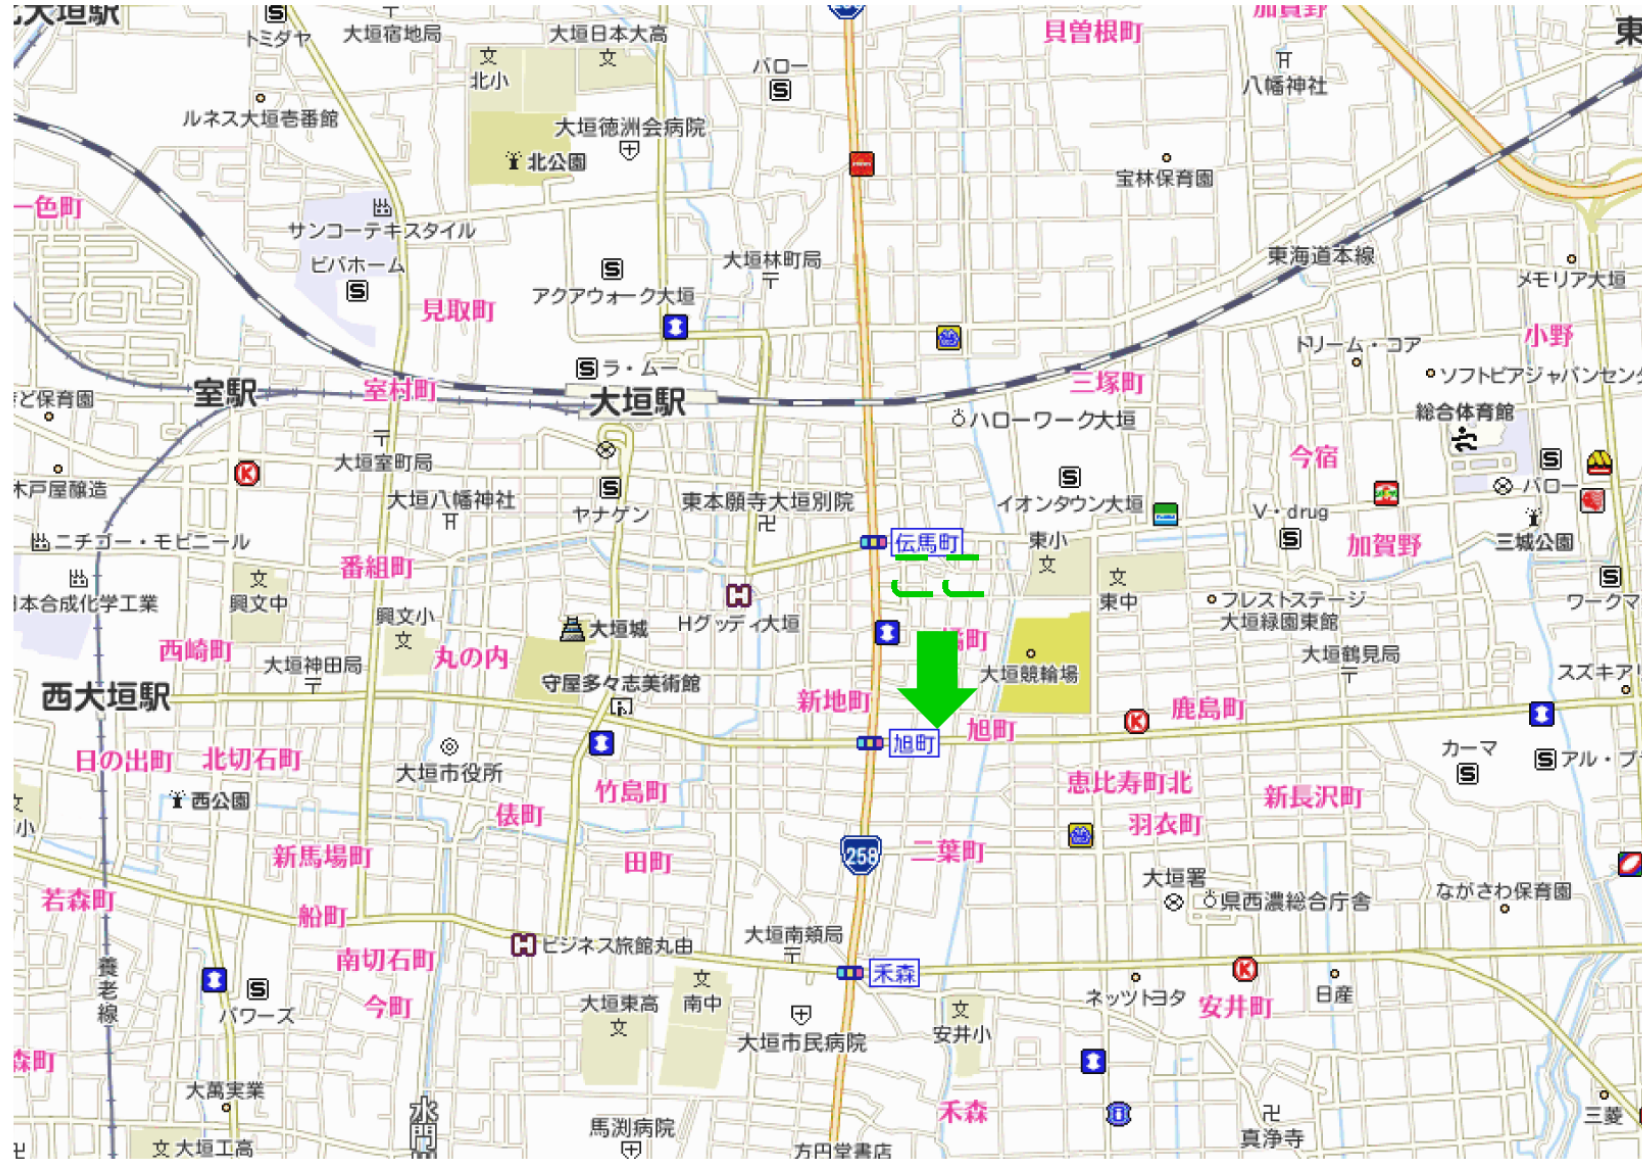 北大垣駅
トミダヤ
大垣宿地局
大垣日本大高
貝曽根町
加賀野
東
北小
バロー
八幡神社
ルネス大垣壱番館
大垣徳洲会病院
北公園
宝林保育園
一色町
サンコーテキスタイル
ビバホーム
大垣林町局
東海道本線
メモリア大垣
アクアウォーク大垣
見取町
小野
ドリーム・コア
ラ・ムー
室駅
室村町
大垣駅
三塚町
ソフトピアジャパンセンタ
ど保育園
ハローワーク大垣
総合体育館
大垣室町局
今宿
木戸屋醸造
大垣八幡神社
ヤナゲン
東本願寺大垣別院
イオンタウン大垣
V・drug
バロー
ニチゴー・モビニール
伝馬町
東小
加賀野
三城公園
番組町
日本合成化学工業
興文中
興文小
Hグッディ大垣
東中
フレストステージ
大垣緑園東館
ワークマ
大垣城
西崎町
大垣神田局
丸の内
橋町
大垣競輪場
大垣鶴見局
スズキアリ
西大垣駅
守屋多々志美術館
新地町
鹿島町
旭町
旭町
日の出町
北切石町
大垣市役所
カーマ
アル・プ
西公園
竹島町
恵比寿町北
新長沢町
小
俵町
羽衣町
新馬場町
田町
258
二葉町
大垣署
若森町
県西濃総合庁舎
ながさわ保育園
船町
大垣南頬局
ビジネス旅館丸由
南切石町
禾森
養老線
今町
パワーズ
大垣東高
南中
ネッツトヨタ
安井町
日産
大垣市民病院
安井小
森町
大萬実業
水門
禾森
馬渕病院
三菱
大垣工高
方円堂書店
真浄寺